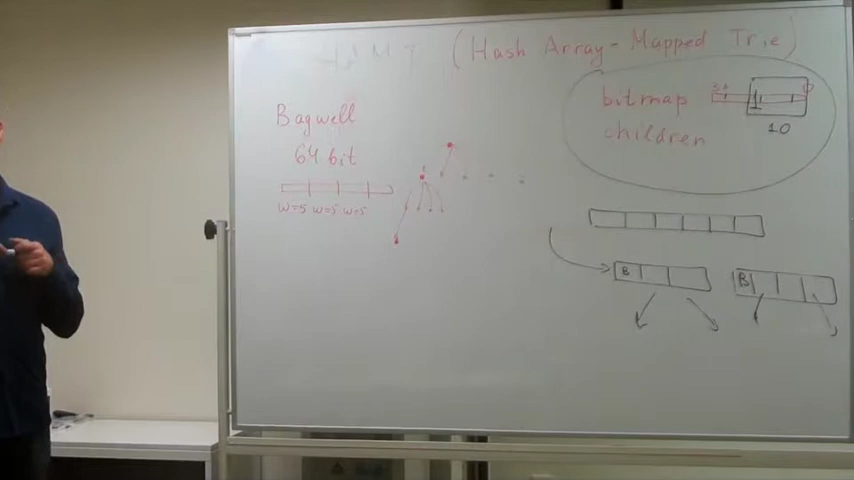 HAMT (Hash Array-Mapped Trie)
Bagwell
64 bit
w=5 w=5 w=5
bitmap
children
10
B
B